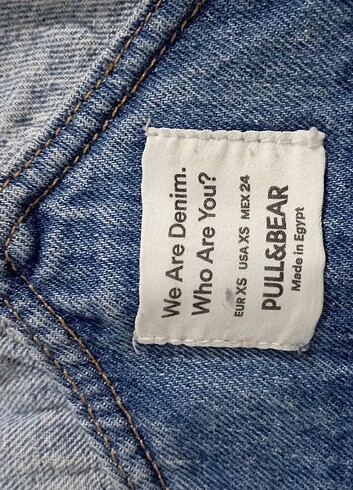 We Are Denim.
Who Are You?
EUR XS USA XS MEX 24
PULL&BEAR
Made in Egypt